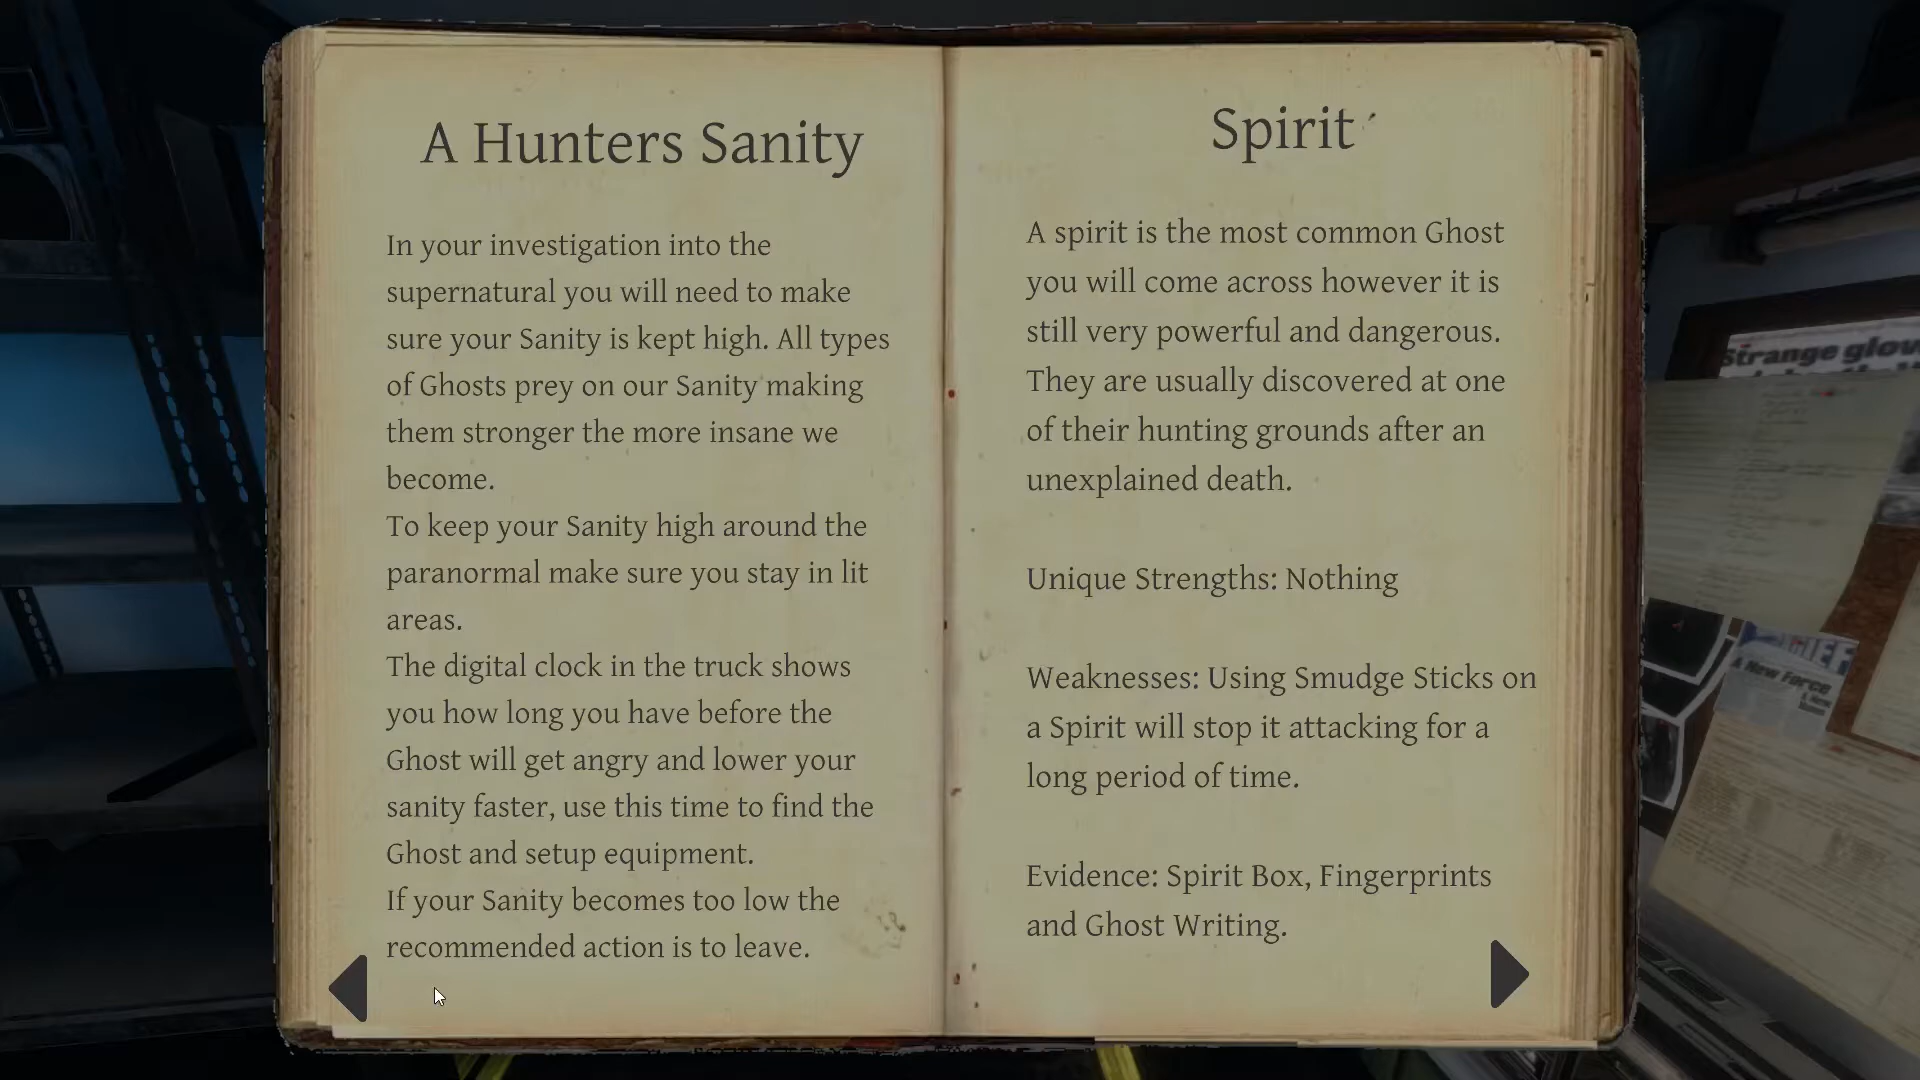 A Hunters Sanity
In your investigation into the
supernatural you will need to make
sure your Sanity is kept high. All types
of Ghosts prey on our Sanity making
them stronger the more insane we
become.
To keep your Sanity high around the
paranormal make sure you stay in lit
areas.
The digital clock in the truck shows
you how long you have before the
Ghost will get angry and lower your
sanity faster, use this time to find the
Ghost and setup equipment.
If your Sanity becomes too low the
recommended action is to leave.
Spirit
A spirit is the most common Ghost
you will come across however it is
still very powerful and dangerous.
They are usually discovered at one
of their hunting grounds after an
unexplained death.
Unique Strengths: Nothing
Weaknesses: Using Smudge Sticks on
a Spirit will stop it attacking for a
long period of time.
Evidence: Spirit Box, Fingerprints
and Ghost Writing.
Strange
A New Force